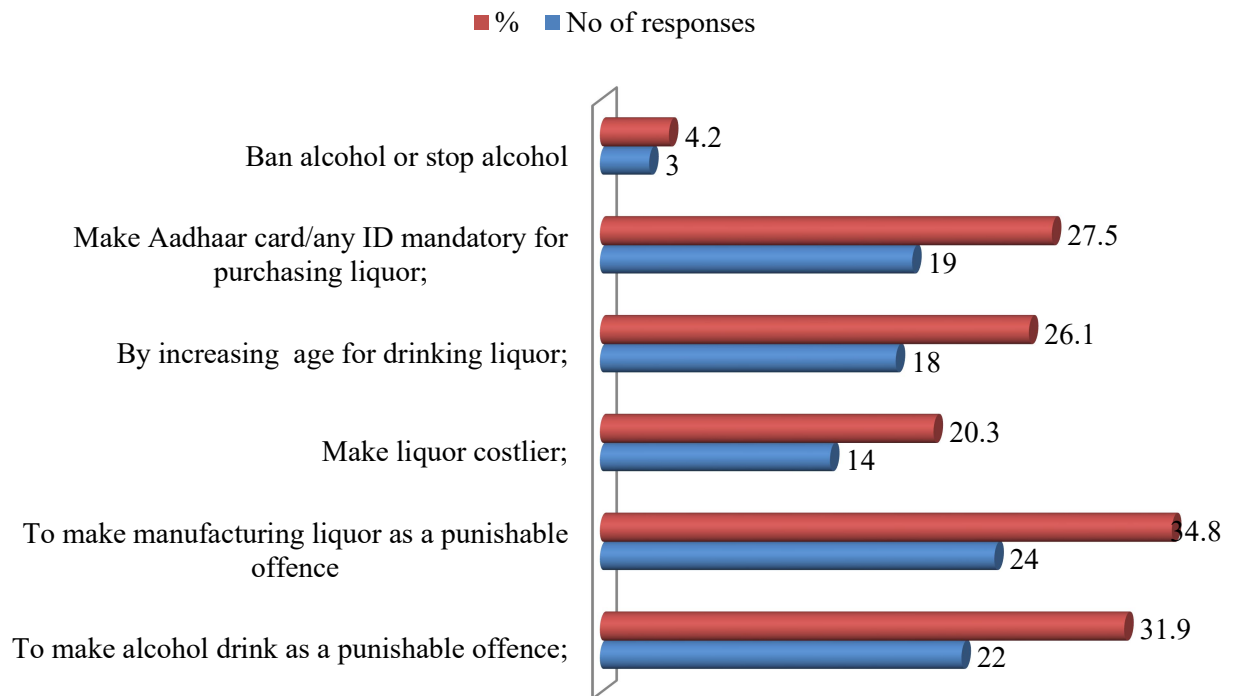 % No of responses
Ban alcohol or stop alcohol
4.2
3
Make Aadhaar card/any ID mandatory for
purchasing liquor;
27.5
19
By increasing age for drinking liquor;
26.1
18
Make liquor costlier;
20.3
14
To make manufacturing liquor as a punishable
offence
34.8
24
To make alcohol drink as a punishable offence;
31.9
22